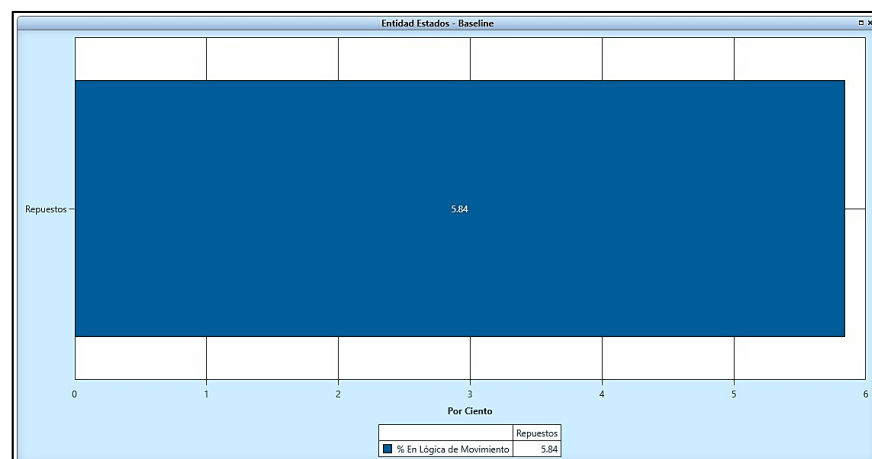 Entidad Estados - Baseline
5.84
Repuestos
0 1 2 3 4 5 6
Por Ciento
Repuestos
% En Lógica de Movimiento 5.84